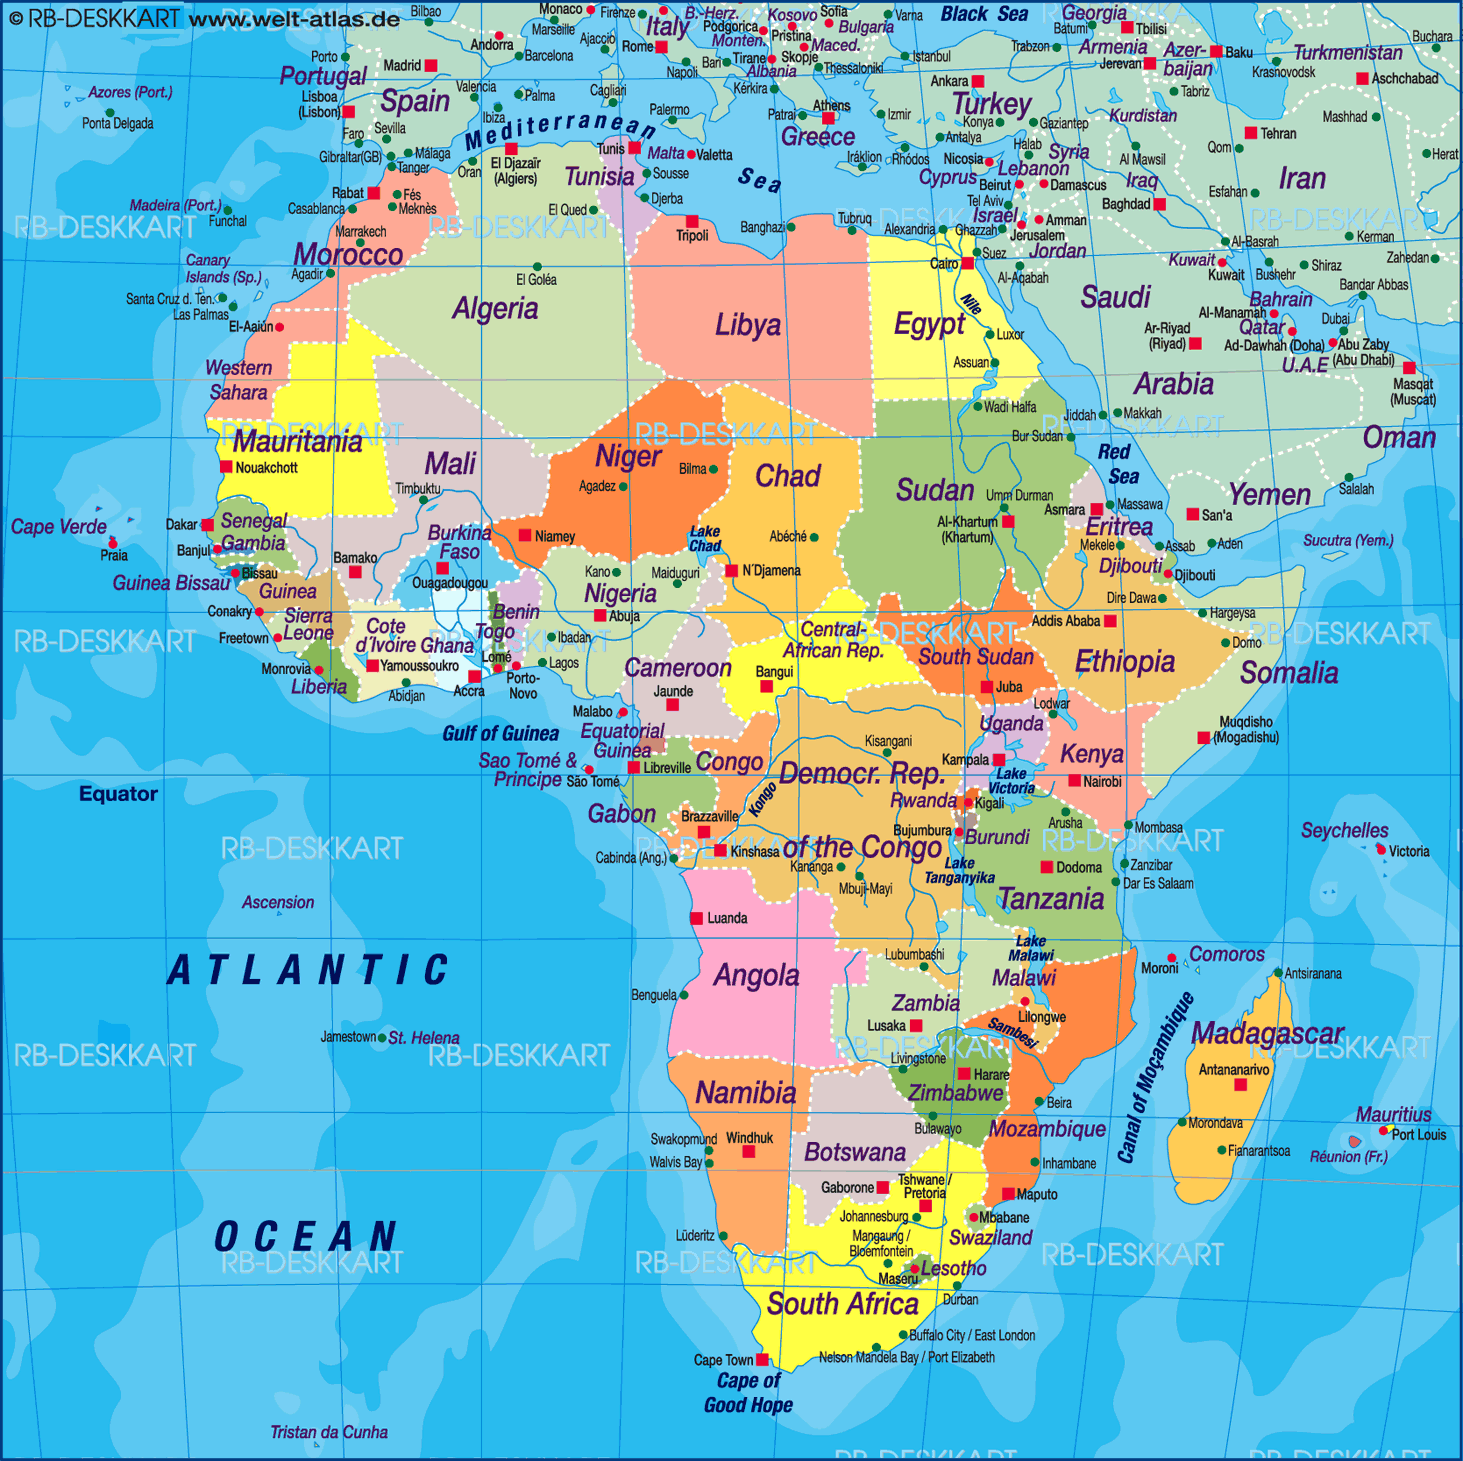 © RB-DESKKART www.welt-atlas.de
Bilbao
Monaco
Firenze
B.-Herz.
Kosovo
Sofia
Varna
Black Sea
Georgia
Tbilisi
Buchara
Marseille
Italy
Podgorica
Pristina
Bulgaria
Batumi
Andorra
Ajaccio
Rome
Monten.
Skopje
Maced.
Trabzon
Armenia
Azer-
baijan
Baku
Turkmenistan
Porto
Madrid
Barcelona
Napoli
Bari
Tirane
Albania
Thessaloniki
Istanbul
Jerevan
Krasnovodsk
Aschchabad
Portugal
Spain
Valencia
Palma
Ibiza
Cagliari
Kérkira
Ankara
Turkey
Tabriz
Azores (Port.)
Ponta Delgada
Lisboa
(Lisbon)
Palermo
Patrai
Athens
Greece
Izmir
Konya
Gaziantep
Kurdistan
Mashhad
Faro
Sevilla
Mediterranean
Sea
Antalya
Tehran
Gibraltar(GB)
Málaga
Tanger
Oran
El Djazaïr
(Algiers)
Tunis
Malta
Valetta
Iráklion
Rhódos
Nicosia
Cyprus
Halab
Syria
Lebanon
Al Mawsil
Qom
Herat
Rabat
Fés
Meknès
Casablanca
Tunisia
Sousse
Djerba
Beirut
Damascus
Iraq
Baghdad
Esfahan
Iran
Madeira (Port.)
Funchal
El Qued
Tripoli
Banghazi
Tubruq
Alexandria
Tel Aviv
Israel
Ghazzah
Amman
Jerusalem
Jordan
Marrakech
Morocco
Agadir
Cairo
Suez
Al-Aqabah
Al-Basrah
Kerman
Zahedan
Canary
Islands (Sp.)
El Goléa
Kuwait
Kuwait
Bushehr
Shiraz
Bandar Abbas
Santa Cruz d. Ten.
Las Palmas
El-Aaiún
Algeria
Libya
Egypt
Nile
Luxor
Assuan
Saudi
Arabia
Bahrain
Al-Manamah
Qatar
Ad-Dawhah (Doha)
Dubai
Abu Zaby
(Abu Dhabi)
U.A.E
Ar-Riyad
(Riyad)
Masqat
(Muscat)
Western
Sahara
Wadi Halfa
Jiddah
Makkah
Bur Sudan
Oman
Mauritania
Nouakchott
Mali
Timbuktu
Niger
Bilma
Agadez
Chad
Sudan
Red
Sea
Salalah
Yemen
San'a
Aden
Cape Verde
Praia
Dakar
Senegal
Gambia
Banjul
Burkina
Faso
Niamey
Lake
Chad
Abéché
Umm Durman
Al-Khartum
(Khartum)
Asmara
Massawa
Eritrea
Mekele
Assab
Sucutra (Yem.)
Guinea Bissau
Bissau
Bamako
Ouagadougou
Kano
Maiduguri
N'Djamena
Djibouti
Djibouti
Guinea
Conakry
Sierra
Leone
Freetown
Cote
d'Ivoire
Ghana
Benin
Togo
Nigeria
Abuja
Ibadan
Dire Dawa
Hargeysa
Addis Ababa
Monrovia
Liberia
Yamoussoukro
Abidjan
Accra
Lomé
Porto-
Novo
Lagos
Cameroon
Jaunde
Central-
African Rep.
Bangui
South Sudan
Juba
Ethiopia
Domo
Somalia
Gulf of Guinea
Malabo
Equatorial
Guinea
Lodwar
Uganda
Muqdisho
(Mogadishu)
Sao Tomé &
Principe
São Tomé
Libreville
Congo
Kisangani
Kampala
Kenya
Nairobi
Equator
Gabon
Kongo
Democr. Rep.
of the Congo
Lake
Victoria
Rwanda
Kigali
Brazzaville
Kinshasa
Bujumbura
Burundi
Arusha
Mombasa
Seychelles
Victoria
Cabinda (Ang.)
Kananga
Mbuji-Mayi
Lake
Tanganyika
Dodoma
Zanzibar
Dar Es Salaam
Tanzania
Ascension
Luanda
Angola
Lubumbashi
Lake
Malawi
Malawi
Comoros
Moroni
Antsiranana
ATLANTIC
Benguela
Zambia
Lusaka
Lilongwe
Sambesi
Canal of Moçambique
Madagascar
Antananarivo
Jamestown
St. Helena
Livingstone
Harare
Zimbabwe
Namibia
Beira
Bulawayo
Mozambique
Morondava
Mauritius
Port Louis
Swakopmund
Walvis Bay
Windhuk
Botswana
Gaborone
Tshwane /
Pretoria
Inhambane
Maputo
Fianarantsoa
Réunion (Fr.)
OCEAN
Lüderitz
Johannesburg
Mbabane
Swaziland
Mangaung /
Bloemfontein
Maseru
Lesotho
South Africa
Durban
Buffalo City / East London
Nelson Mandela Bay / Port Elizabeth
Cape Town
Cape of
Good Hope
Tristan da Cunha
RB-DESKKART